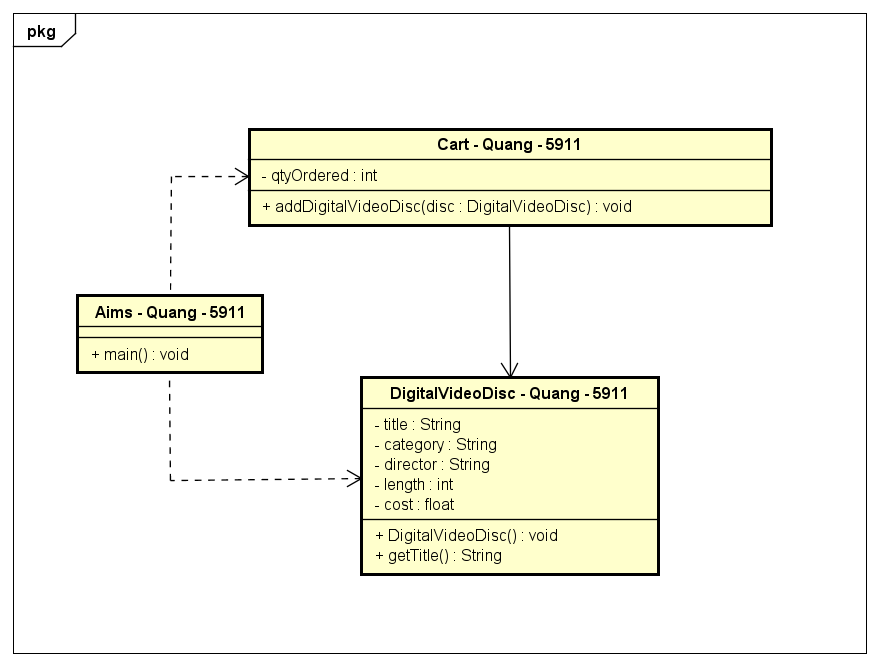 pkg
Cart - Quang - 5911
- qtyOrdered : int
+ addDigitalVideoDisc(disc : DigitalVideoDisc) : void
Aims - Quang - 5911
+ main() : void
DigitalVideoDisc - Quang - 5911
- title : String
- category : String
- director : String
- length : int
- cost : float
+ DigitalVideoDisc() : void
+ getTitle() : String